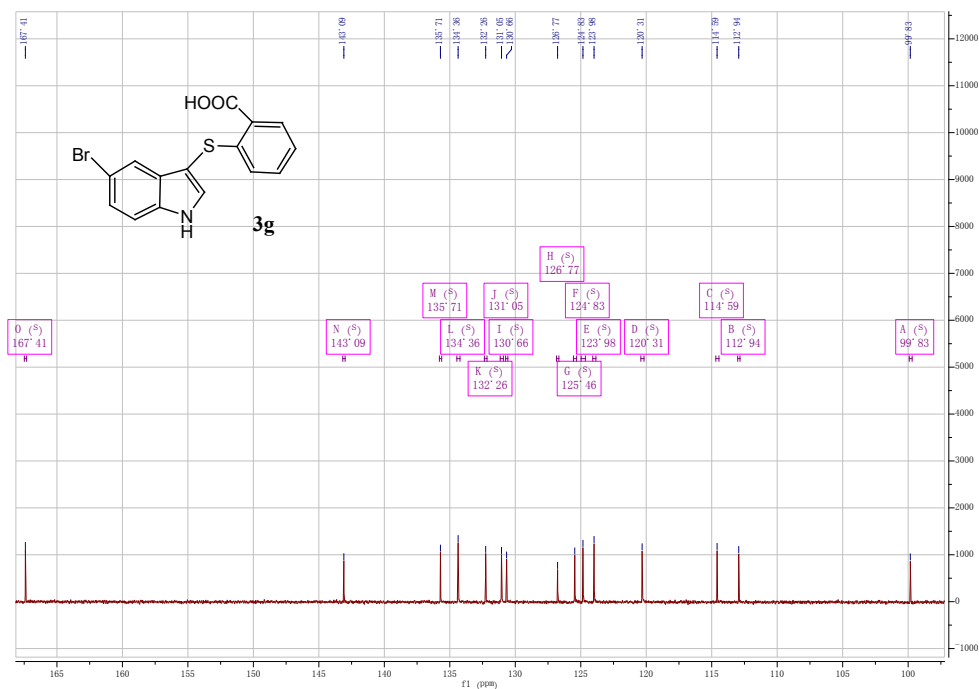 167.41
143.09
135.71
134.36
132.26
131.05
130.66
126.77
124.83
123.98
120.31
114.59
112.94
99.83
12000
11000
10000
9000
8000
7000
6000
5000
4000
3000
2000
1000
0
-1000
HOOC
S
Br
N
H
3g
H (S)
126.77
M (S)
135.71
J (S)
131.05
F (S)
124.83
C (S)
114.59
O (S)
167.41
N (S)
143.09
L (S)
134.36
I (S)
130.66
E (S)
123.98
D (S)
120.31
B (S)
112.94
A (S)
99.83
K (S)
132.26
G (S)
125.46
165
160
155
150
145
140
135
130
125
120
115
110
105
100
f1 (ppm)